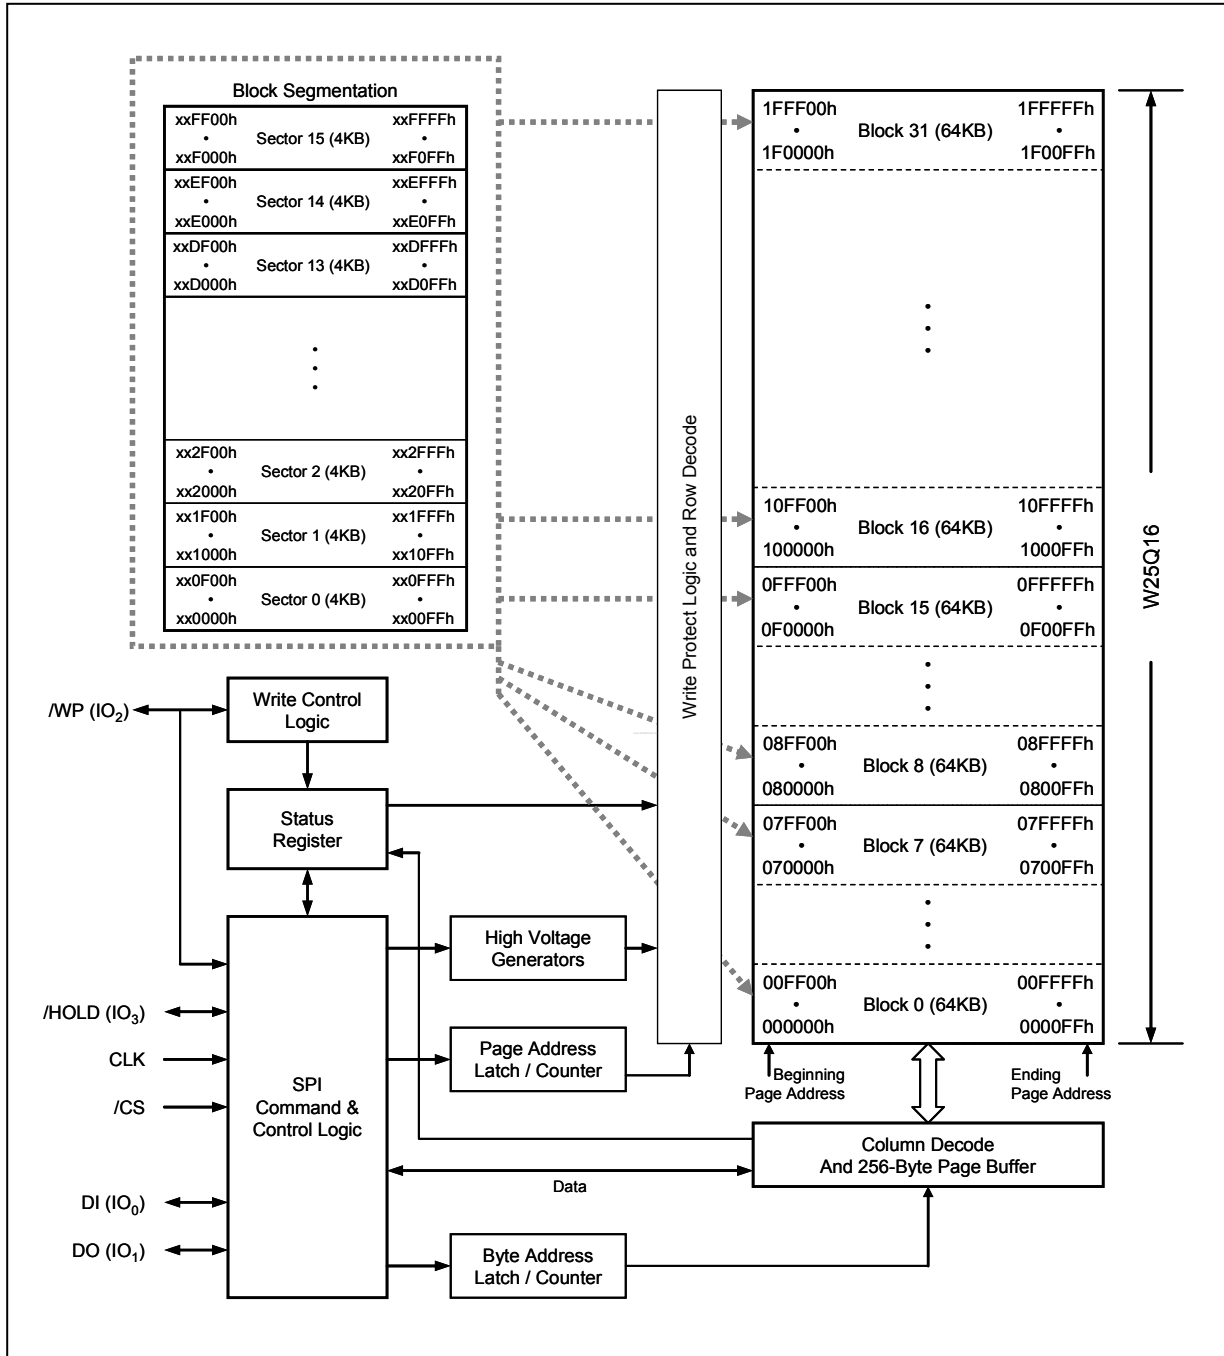 Block Segmentation
xxFF00h xxFFFFh
• Sector 15 (4KB) •
xxF000h xxF0FFh
xxEF00h xxEFFFh
• Sector 14 (4KB) •
xxE000h xxE0FFh
xxDF00h xxDFFFh
• Sector 13 (4KB) •
xxD000h xxD0FFh
xx2F00h xx2FFFh
• Sector 2 (4KB) •
xx2000h xx20FFh
xx1F00h xx1FFFh
• Sector 1 (4KB) •
xx1000h xx10FFh
xx0F00h xx0FFFh
• Sector 0 (4KB) •
xx0000h xx00FFh
Write Protect Logic and Row Decode
1FFF00h 1FFFFFh
• Block 31 (64KB) •
1F0000h 1F00FFh
10FF00h 10FFFFh
• Block 16 (64KB) •
100000h 1000FFh
0FFF00h 0FFFFFh
• Block 15 (64KB) •
0F0000h 0F00FFh
08FF00h 08FFFFh
• Block 8 (64KB) •
080000h 0800FFh
07FF00h 07FFFFh
• Block 7 (64KB) •
070000h 0700FFh
00FF00h 00FFFFh
• Block 0 (64KB) •
000000h 0000FFh
W25Q16
Beginning
Page Address
Ending
Page Address
/WP (IO2)
Write Control
Logic
Status
Register
High Voltage
Generators
/HOLD (IO3)
CLK
/CS
SPI
Command &
Control Logic
Page Address
Latch / Counter
Column Decode
And 256-Byte Page Buffer
Data
DI (IO0)
DO (IO1)
Byte Address
Latch / Counter